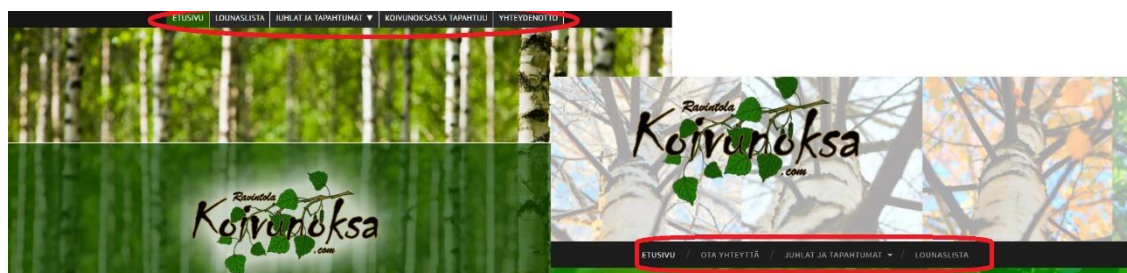 ETUSIVU LOUNASLISTA JUHLAT JA TAPAHTUMAT ▼ KOIVUNOKSASSA TAPAHTUU YHTEYDENOTTO
Ravintola
Koivunoksa
.com
Ravintola
Koivunoksa
.com
ETUSIVU / OTA YHTEYTTÄ / JUHLAT JA TAPAHTUMAT ▼ / LOUNASLISTA